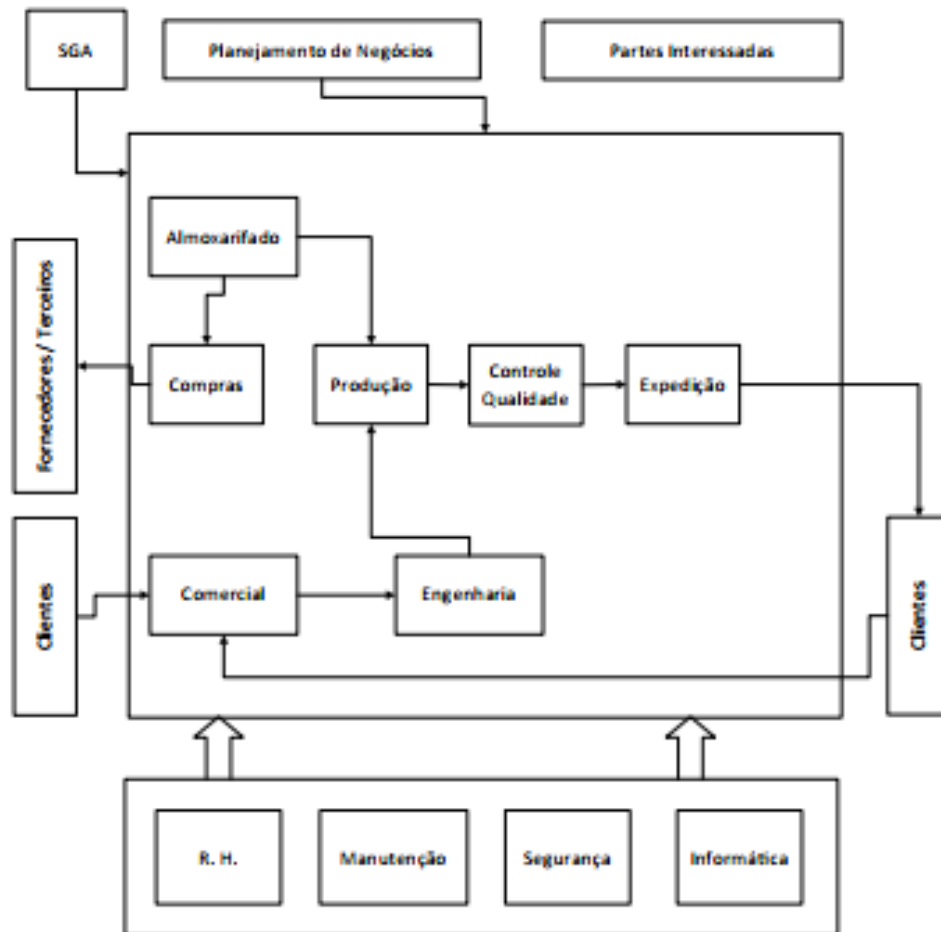 SGA
Planejamento de Negócios
Partes Interessadas
Almoxarifado
Fornecedores / Terceiros
Compras
Produção
Controle
Qualidade
Expedição
Clientes
Comercial
Engenharia
Clientes
R. H.
Manutenção
Segurança
Informática